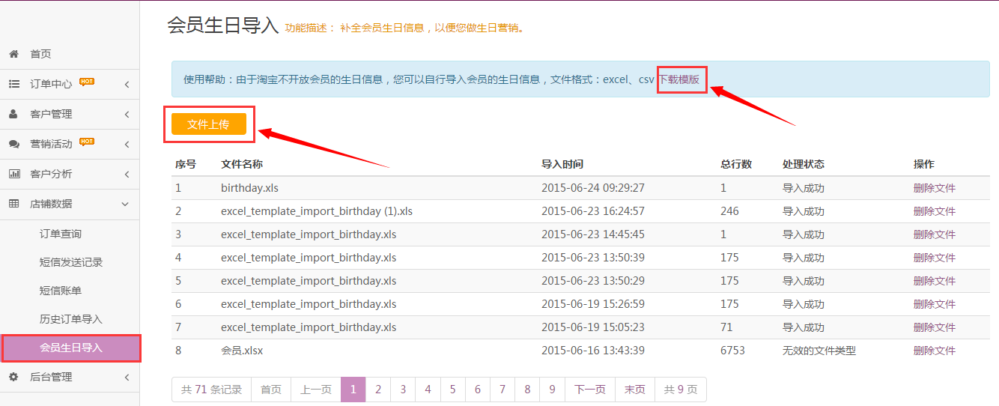 会员生日导入 功能描述： 补全会员生日信息，以便您做生日营销。
首页
订单中心 HOT
客户管理
营销活动 HOT
客户分析
店铺数据
订单查询
短信发送记录
短信账单
历史订单导入
会员生日导入
后台管理
使用帮助：由于淘宝不开放会员的生日信息，您可以自行导入会员的生日信息，文件格式：excel、csv 下载模版
文件上传
序号 文件名称 导入时间 总行数 处理状态 操作
1 birthday.xls 2015-06-24 09:29:27 1 导入成功 删除文件
2 excel_template_import_birthday (1).xls 2015-06-23 16:24:57 246 导入成功 删除文件
3 excel_template_import_birthday.xls 2015-06-23 14:45:45 1 导入成功 删除文件
4 excel_template_import_birthday.xls 2015-06-23 13:50:39 175 导入成功 删除文件
5 excel_template_import_birthday.xls 2015-06-23 13:50:29 175 导入成功 删除文件
6 excel_template_import_birthday.xls 2015-06-19 15:26:59 175 导入成功 删除文件
7 excel_template_import_birthday.xls 2015-06-19 15:05:23 71 导入成功 删除文件
8 会员.xlsx 2015-06-16 13:43:39 6753 无效的文件类型 删除文件
共 71 条记录 首页 上一页 1 2 3 4 5 6 7 8 9 下一页 末页 共 9 页